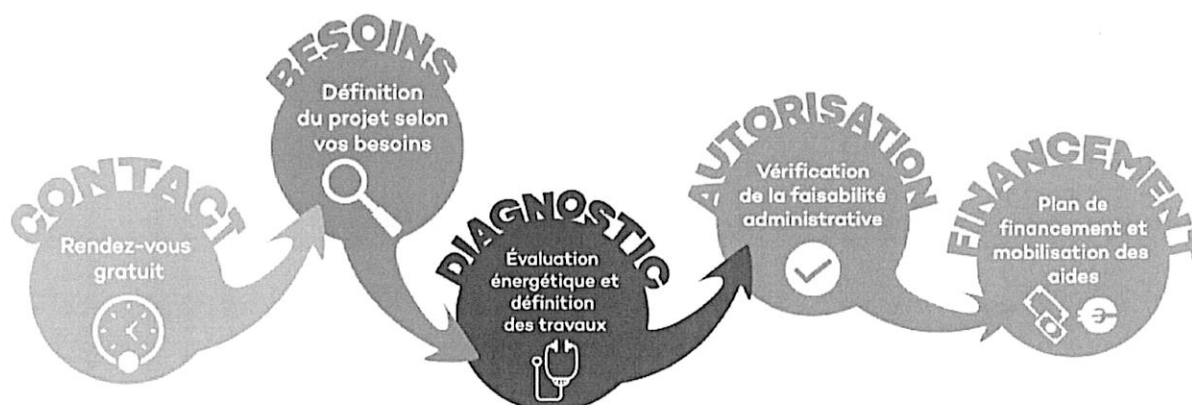 CONTACT
Rendez-vous
gratuit
BESOINS
Définition
du projet selon
vos besoins
DIAGNOSTIC
Évaluation
énergétique et
définition
des travaux
AUTORISATION
Vérification
de la faisabilité
administrative
FINANCEMENT
Plan de
financement et
mobilisation des
aides